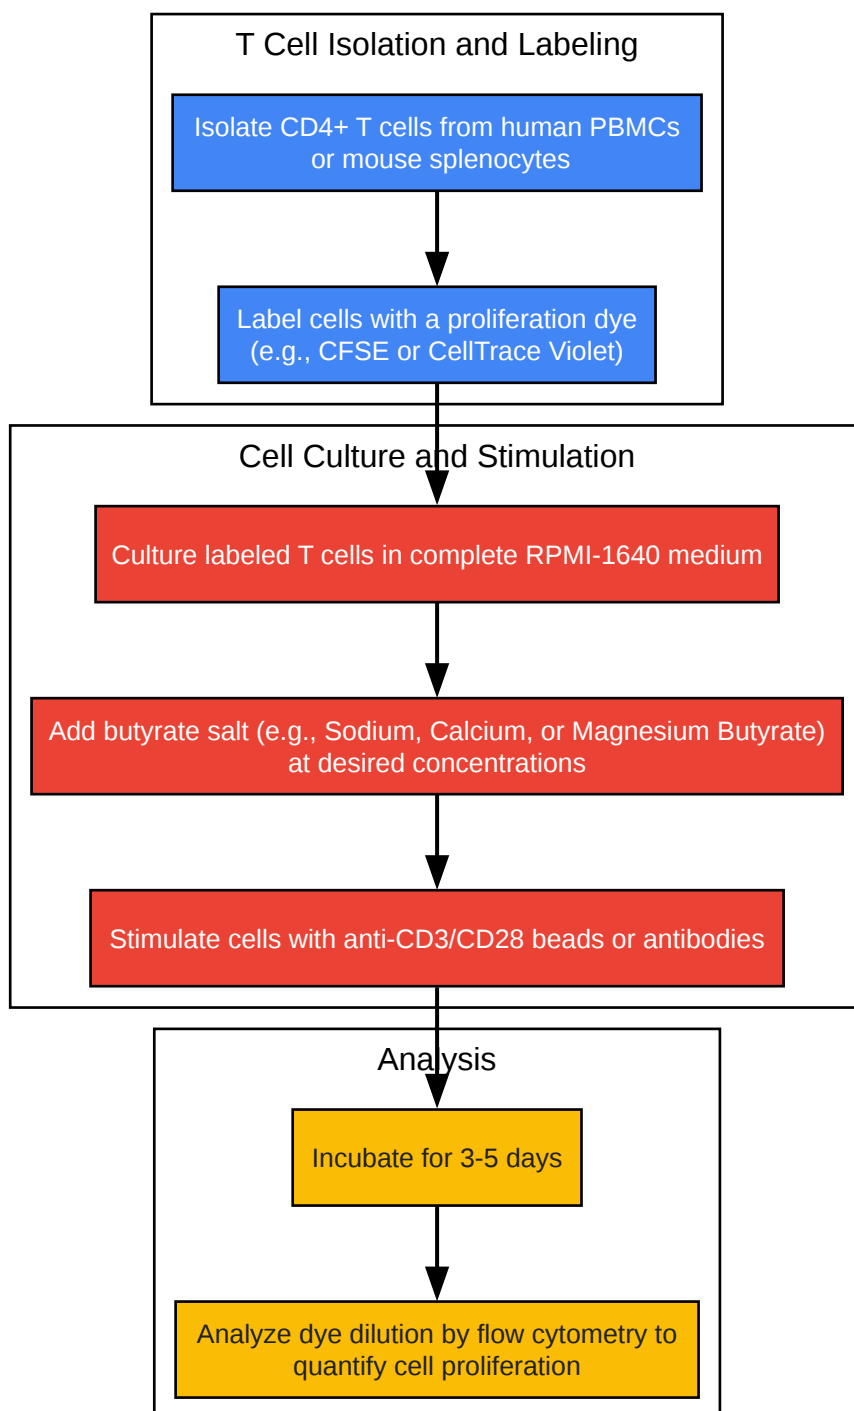 T Cell Isolation and Labeling
Isolate CD4+ T cells from human PBMCs
or mouse splenocytes
Label cells with a proliferation dye
(e.g., CFSE or CellTrace Violet)
Cell Culture and Stimulation
Culture labeled T cells in complete RPMI-1640 medium
Add butyrate salt (e.g., Sodium, Calcium, or Magnesium Butyrate)
at desired concentrations
Stimulate cells with anti-CD3/CD28 beads or antibodies
Analysis
Incubate for 3-5 days
Analyze dye dilution by flow cytometry to
quantify cell proliferation